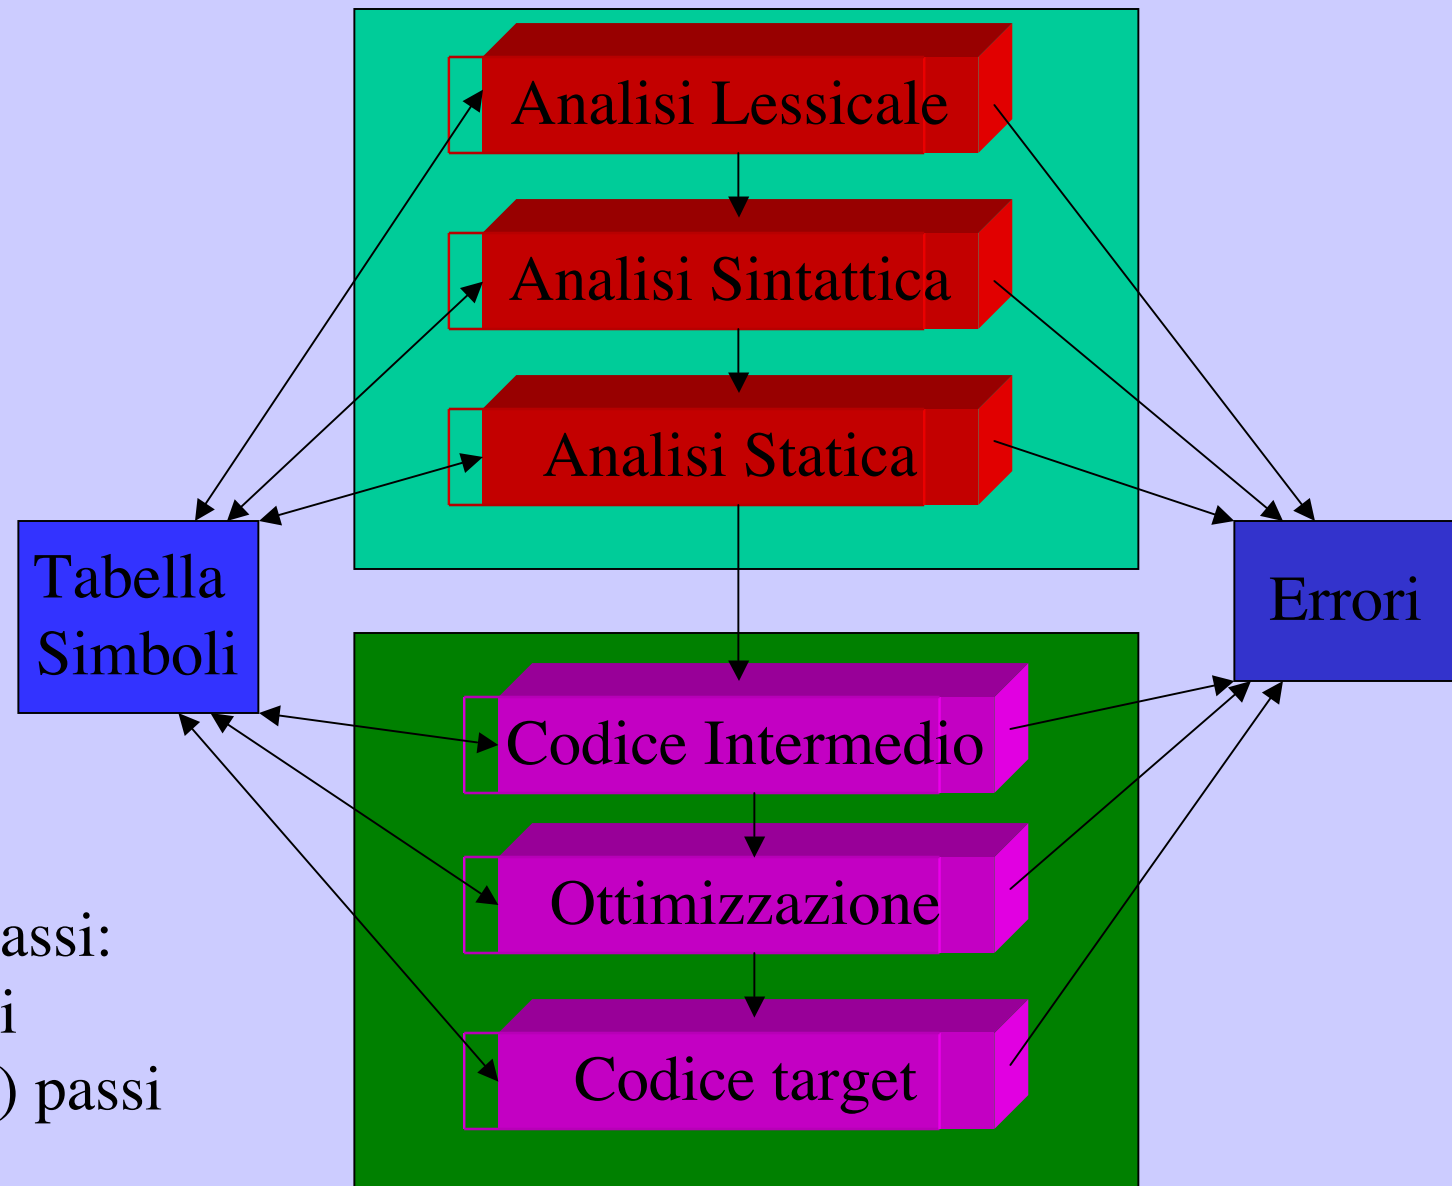 Analisi Lessicale
Analisi Sintattica
Analisi Statica
Tabella
Simboli
Errori
Codice Intermedio
Ottimizzazione
Codice target
assi:
i
) passi